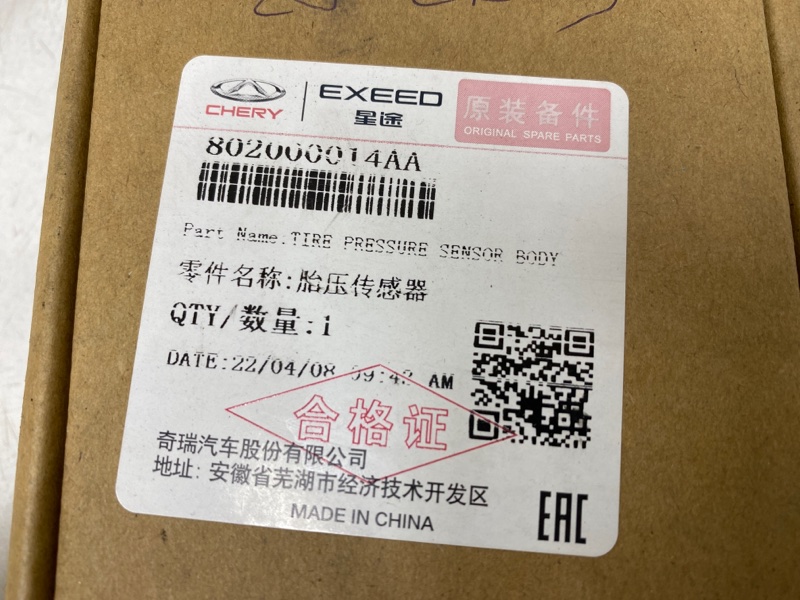 CHERY
EXEED
星途
原装备件
ORIGINAL SPARE PARTS
802000014AA
Part Name:TIRE PRESSURE SENSOR BODY
零件名称:胎压传感器
QTY/数量:1
DATE:22/04/08 09:42 AM
合格证
奇瑞汽车股份有限公司
地址: 安徽省芜湖市经济技术开发区
MADE IN CHINA
EAC